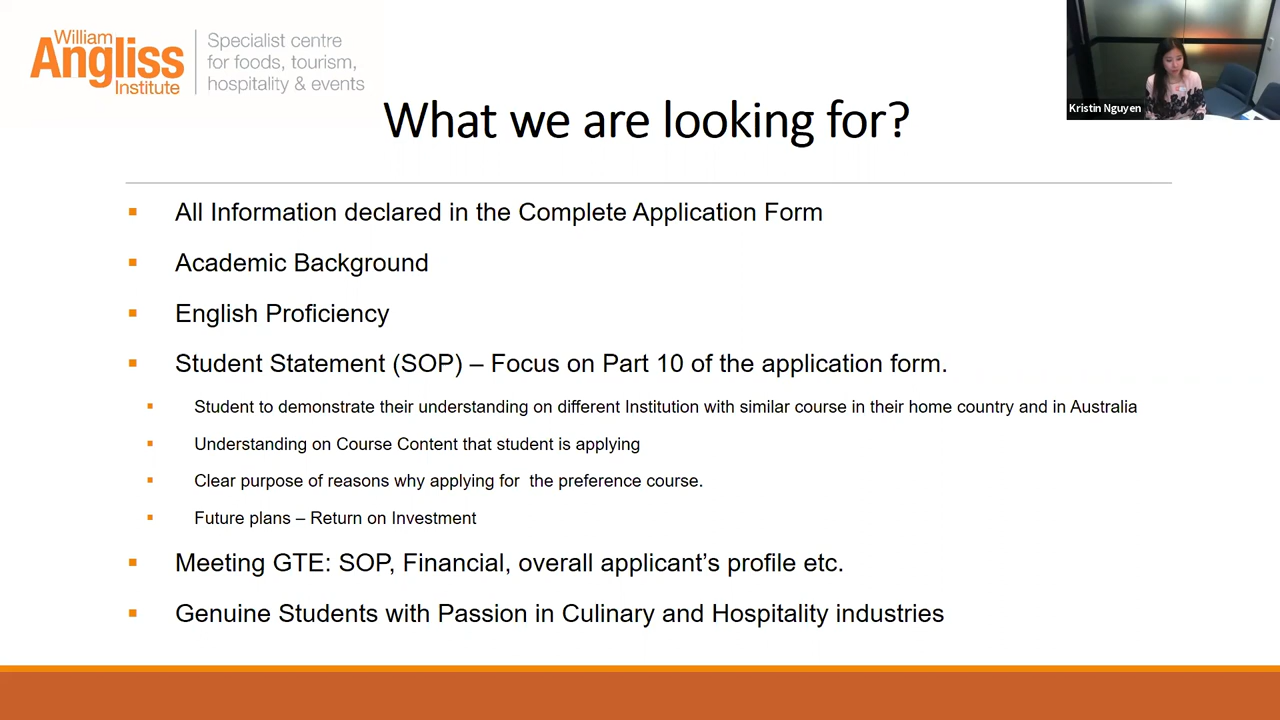 William
Angliss
Institute
Specialist centre
for foods, tourism,
hospitality & events
Kristin Nguyen
What we are looking for?
All Information declared in the Complete Application Form
Academic Background
English Proficiency
Student Statement (SOP) – Focus on Part 10 of the application form.
Student to demonstrate their understanding on different Institution with similar course in their home country and in Australia
Understanding on Course Content that student is applying
Clear purpose of reasons why applying for  the preference course.
Future plans – Return on Investment
Meeting GTE: SOP, Financial, overall applicant’s profile etc.
Genuine Students with Passion in Culinary and Hospitality industries